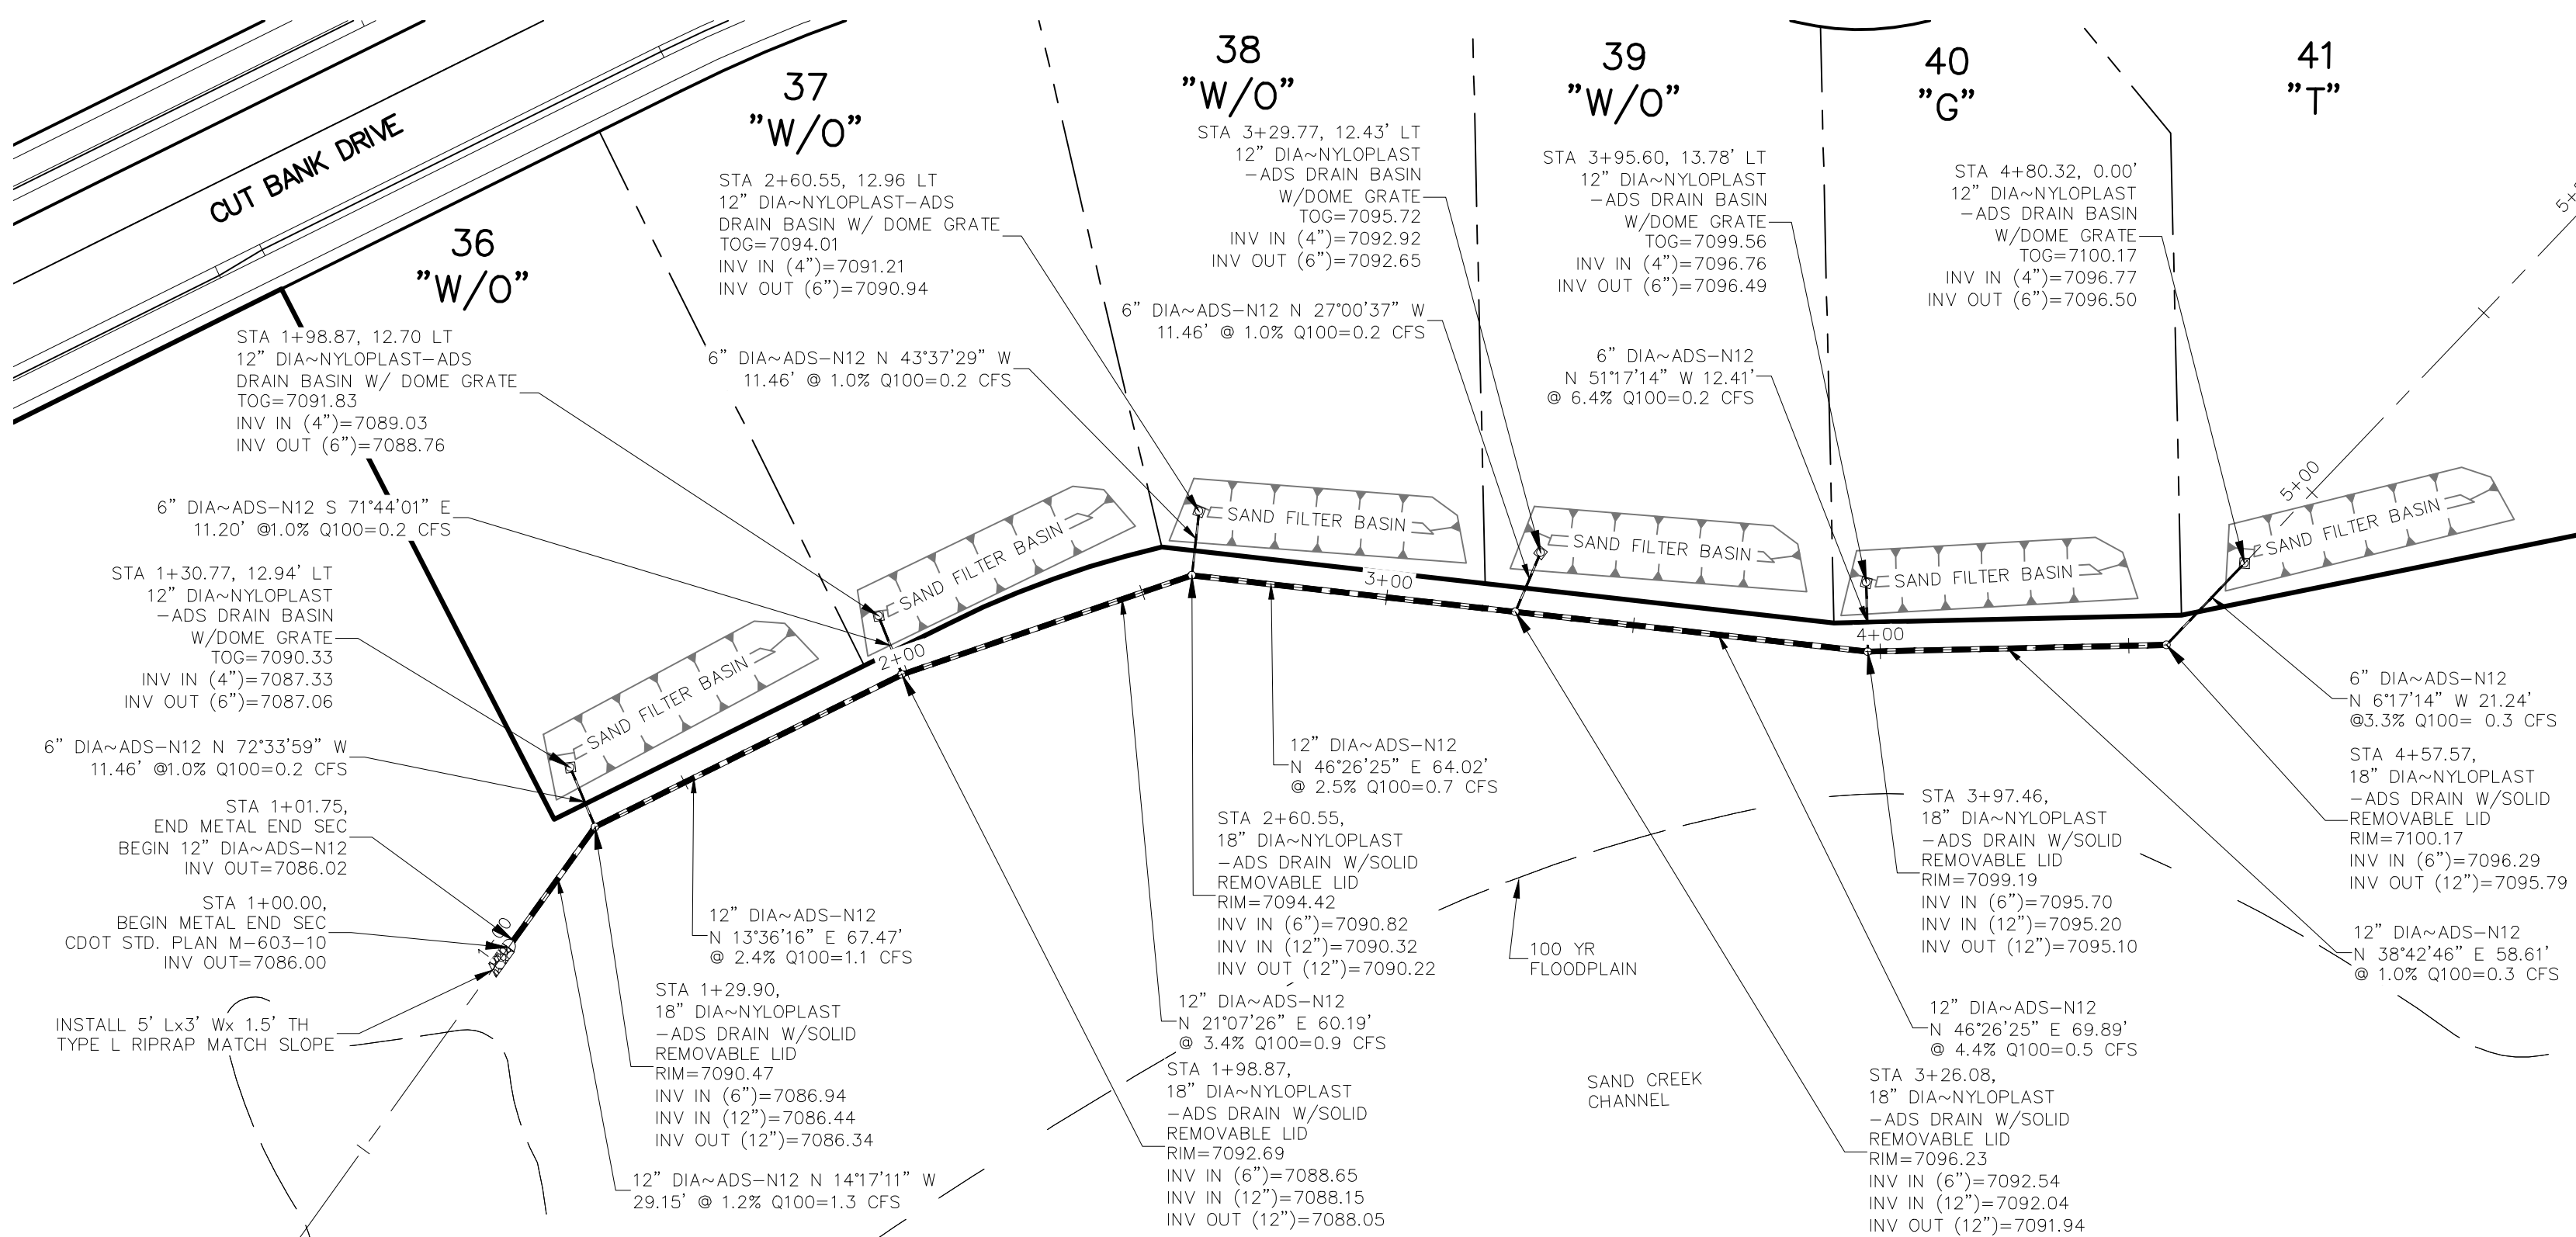 CUT BANK DRIVE
36
"W/O"
37
"W/O"
38
"W/O"
39
"W/O"
40
"G"
41
"T"
STA 1+98.87, 12.70 LT
12" DIA~NYLOPLAST-ADS
DRAIN BASIN W/ DOME GRATE
TOG=7091.83
INV IN (4")=7089.03
INV OUT (6")=7088.76
STA 2+60.55, 12.96 LT
12" DIA~NYLOPLAST-ADS
DRAIN BASIN W/ DOME GRATE
TOG=7094.01
INV IN (4")=7091.21
INV OUT (6")=7090.94
STA 3+29.77, 12.43' LT
12" DIA~NYLOPLAST
-ADS DRAIN BASIN
W/DOME GRATE
TOG=7095.72
INV IN (4")=7092.92
INV OUT (6")=7092.65
STA 3+95.60, 13.78' LT
12" DIA~NYLOPLAST
-ADS DRAIN BASIN
W/DOME GRATE
TOG=7099.56
INV IN (4")=7096.76
INV OUT (6")=7096.49
STA 4+80.32, 0.00'
12" DIA~NYLOPLAST
-ADS DRAIN BASIN
W/DOME GRATE
TOG=7100.17
INV IN (4")=7096.77
INV OUT (6")=7096.50
6" DIA~ADS-N12 N 43°37'29" W
11.46' @ 1.0% Q100=0.2 CFS
6" DIA~ADS-N12 N 27°00'37" W
11.46' @ 1.0% Q100=0.2 CFS
6" DIA~ADS-N12
N 51°17'14" W 12.41'
@ 6.4% Q100=0.2 CFS
6" DIA~ADS-N12 S 71°44'01" E
11.20' @1.0% Q100=0.2 CFS
STA 1+30.77, 12.94' LT
12" DIA~NYLOPLAST
-ADS DRAIN BASIN
W/DOME GRATE
TOG=7090.33
INV IN (4")=7087.33
INV OUT (6")=7087.06
6" DIA~ADS-N12 N 72°33'59" W
11.46' @1.0% Q100=0.2 CFS
STA 1+01.75,
END METAL END SEC
BEGIN 12" DIA~ADS-N12
INV OUT=7086.02
STA 1+00.00,
BEGIN METAL END SEC
CDOT STD. PLAN M-603-10
INV OUT=7086.00
INSTALL 5' Lx3' Wx 1.5' TH
TYPE L RIPRAP MATCH SLOPE
SAND FILTER BASIN
SAND FILTER BASIN
SAND FILTER BASIN
SAND FILTER BASIN
SAND FILTER BASIN
SAND FILTER BASIN
2+00
3+00
4+00
5+00
12" DIA~ADS-N12
N 13°36'16" E 67.47'
@ 2.4% Q100=1.1 CFS
STA 1+29.90,
18" DIA~NYLOPLAST
-ADS DRAIN W/SOLID
REMOVABLE LID
RIM=7090.47
INV IN (6")=7086.94
INV IN (12")=7086.44
INV OUT (12")=7086.34
12" DIA~ADS-N12 N 14°17'11" W
29.15' @ 1.2% Q100=1.3 CFS
12" DIA~ADS-N12
N 46°26'25" E 64.02'
@ 2.5% Q100=0.7 CFS
STA 2+60.55,
18" DIA~NYLOPLAST
-ADS DRAIN W/SOLID
REMOVABLE LID
RIM=7094.42
INV IN (6")=7090.82
INV IN (12")=7090.32
INV OUT (12")=7090.22
12" DIA~ADS-N12
N 21°07'26" E 60.19'
@ 3.4% Q100=0.9 CFS
STA 1+98.87,
18" DIA~NYLOPLAST
-ADS DRAIN W/SOLID
REMOVABLE LID
RIM=7092.69
INV IN (6")=7088.65
INV IN (12")=7088.15
INV OUT (12")=7088.05
100 YR
FLOODPLAIN
SAND CREEK
CHANNEL
STA 3+97.46,
18" DIA~NYLOPLAST
-ADS DRAIN W/SOLID
REMOVABLE LID
RIM=7099.19
INV IN (6")=7095.70
INV IN (12")=7095.20
INV OUT (12")=7095.10
12" DIA~ADS-N12
N 46°26'25" E 69.89'
@ 4.4% Q100=0.5 CFS
STA 3+26.08,
18" DIA~NYLOPLAST
-ADS DRAIN W/SOLID
REMOVABLE LID
RIM=7096.23
INV IN (6")=7092.54
INV IN (12")=7092.04
INV OUT (12")=7091.94
6" DIA~ADS-N12
N 6°17'14" W 21.24'
@3.3% Q100= 0.3 CFS
STA 4+57.57,
18" DIA~NYLOPLAST
-ADS DRAIN W/SOLID
REMOVABLE LID
RIM=7100.17
INV IN (6")=7096.29
INV OUT (12")=7095.79
12" DIA~ADS-N12
N 38°42'46" E 58.61'
@ 1.0% Q100=0.3 CFS